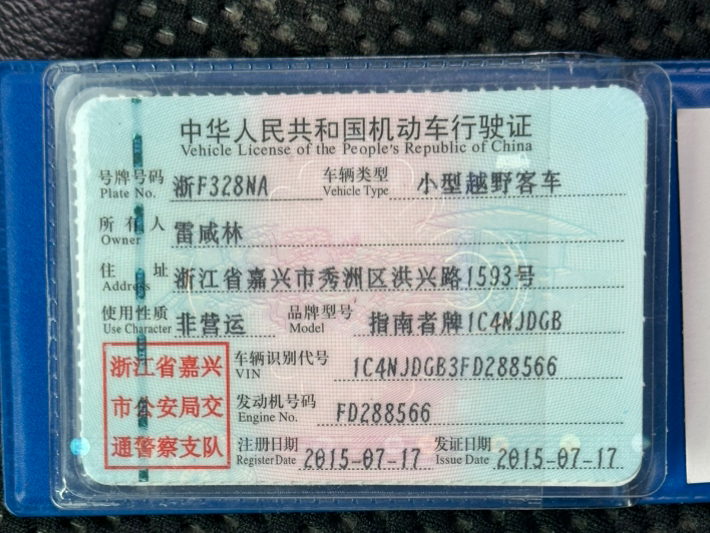 中华人民共和国机动车行驶证
Vehicle License of the People's Republic of China
号牌号码 浙F328NA 车辆类型 小型越野客车
Plate No. Vehicle Type
所有人 雷咸林
Owner
住址 浙江省嘉兴市秀洲区洪兴路1593号
Address
使用性质 非营运 品牌型号 指南者牌1C4NJDGB
Use Character Model
浙江省嘉兴 车辆识别代号 1C4NJDGB3FD288566
VIN
市公安局交 发动机号码 FD288566
Engine No.
通警察支队 注册日期 2015-07-17 发证日期 2015-07-17
Register Date Issue Date